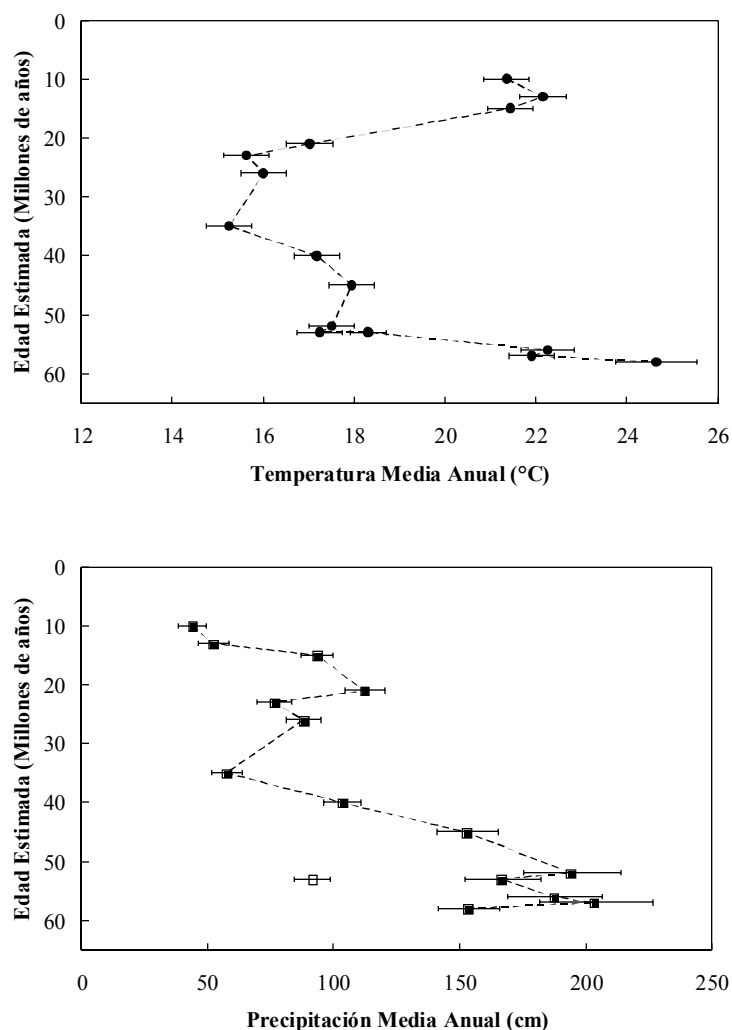 0
10
20
30
40
50
60
Edad Estimada (Millones de años)
12 14 16 18 20 22 24 26
Temperatura Media Anual (°C)
0
10
20
30
40
50
60
Edad Estimada (Millones de años)
0 50 100 150 200 250
Precipitación Media Anual (cm)